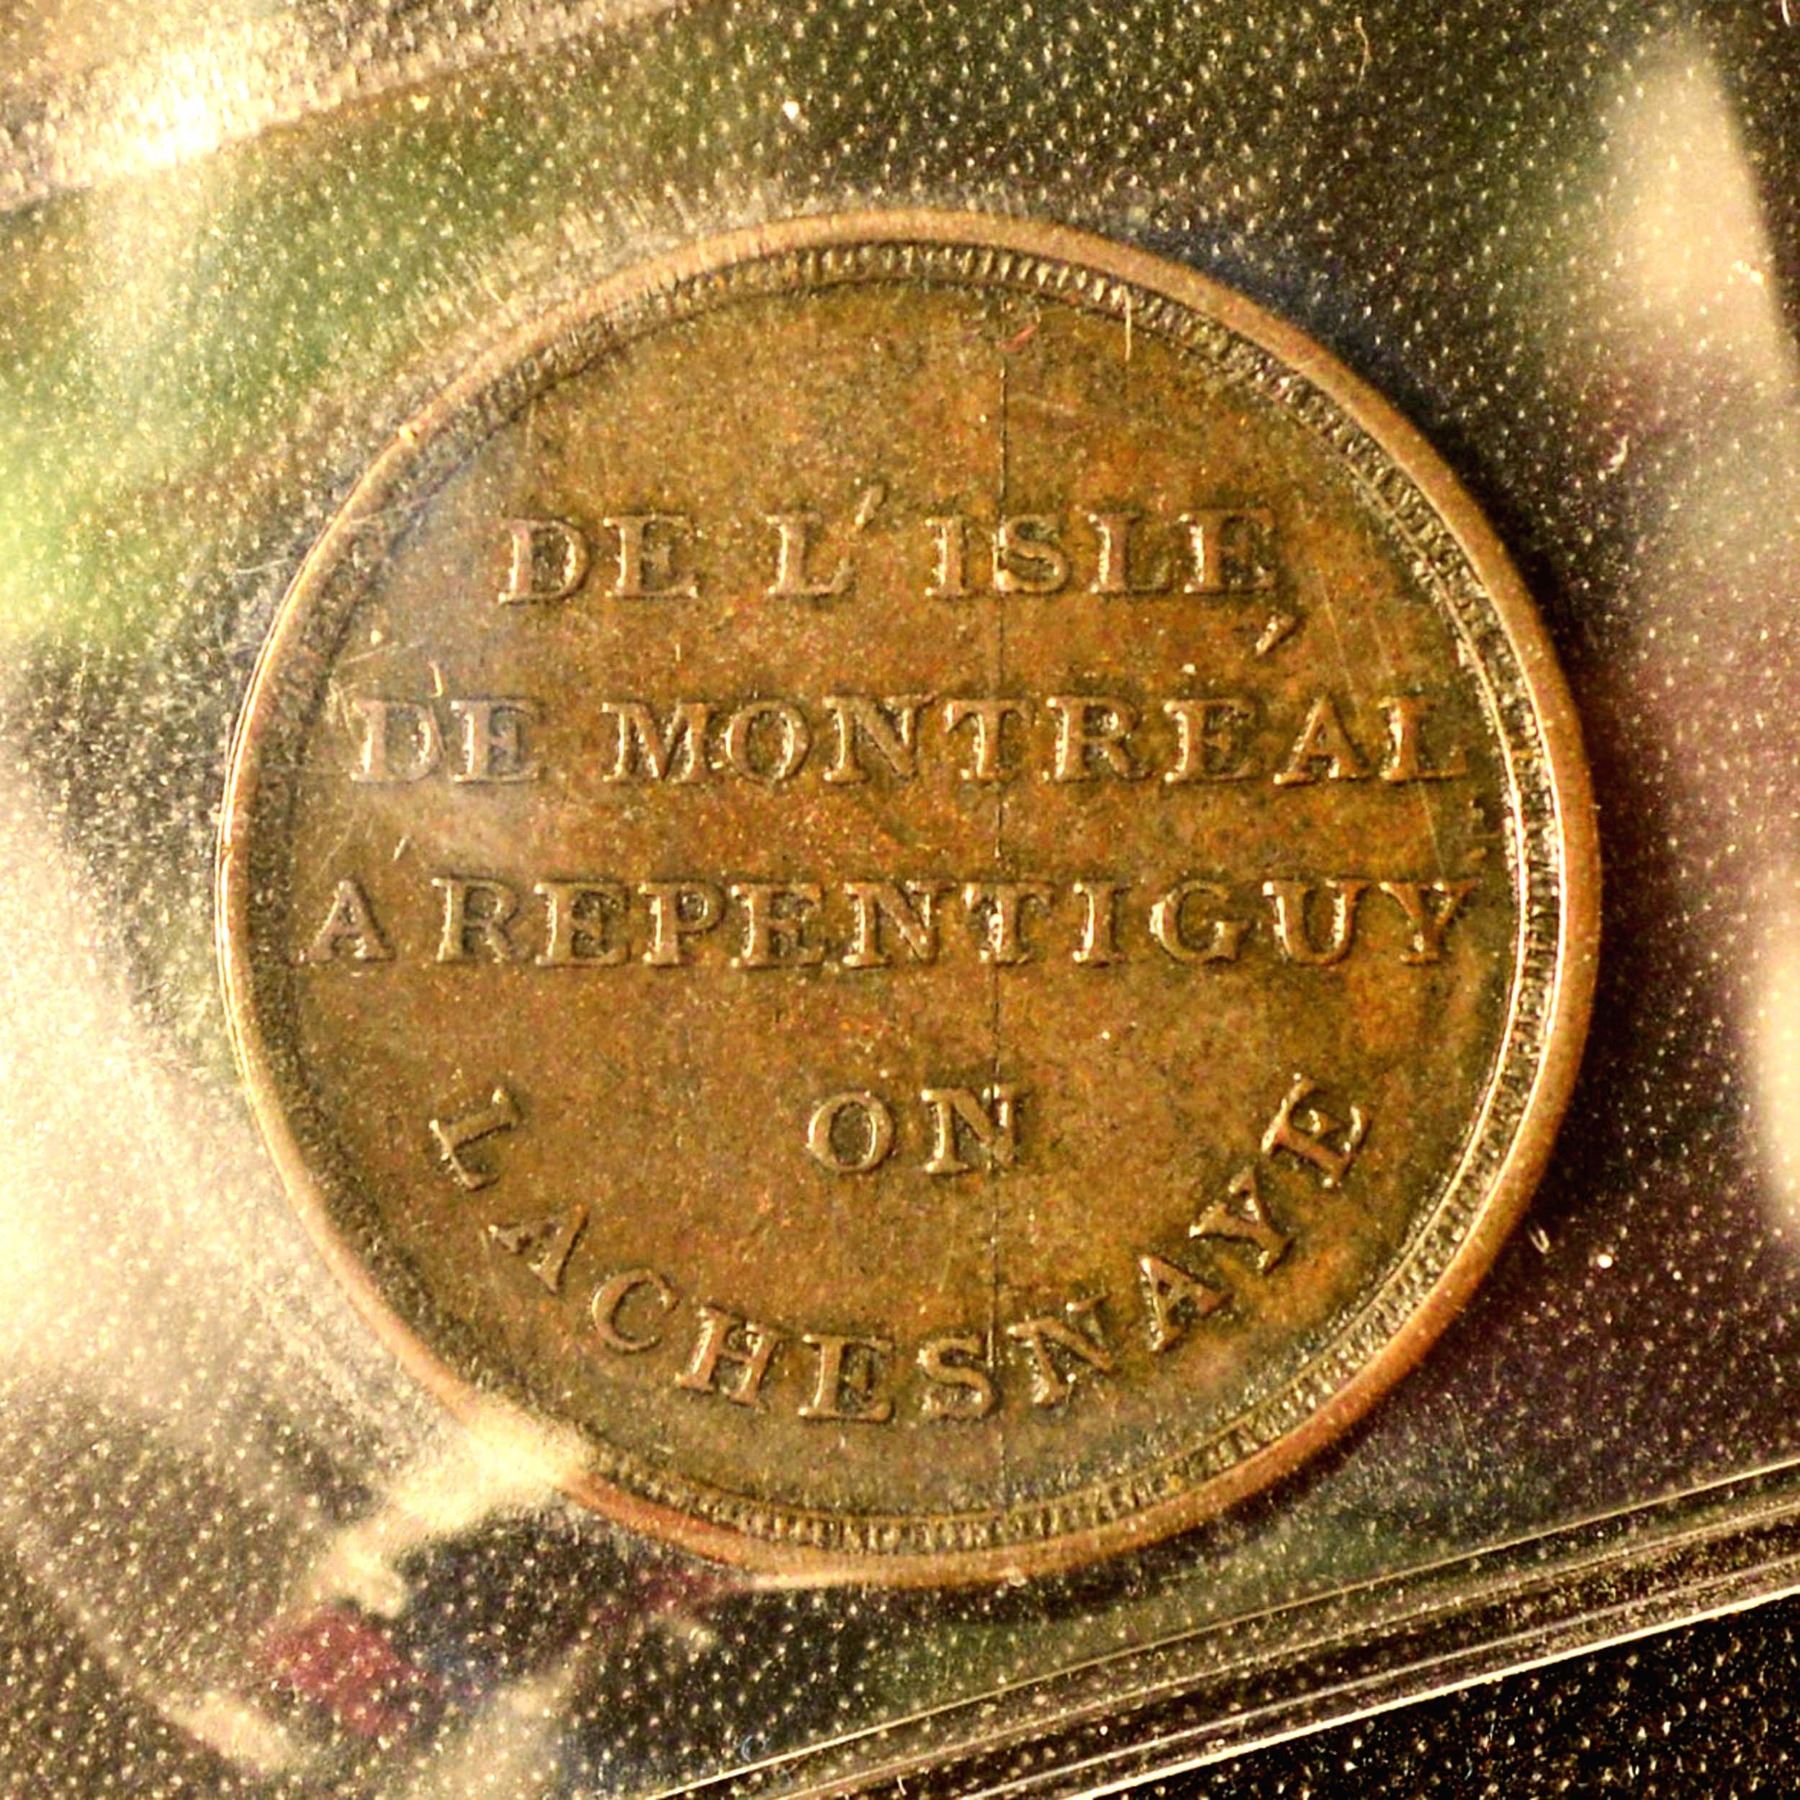 DE L'ISLE
DE MONTRÉAL
A REPENTIGUY
ON
LACHESNAYE